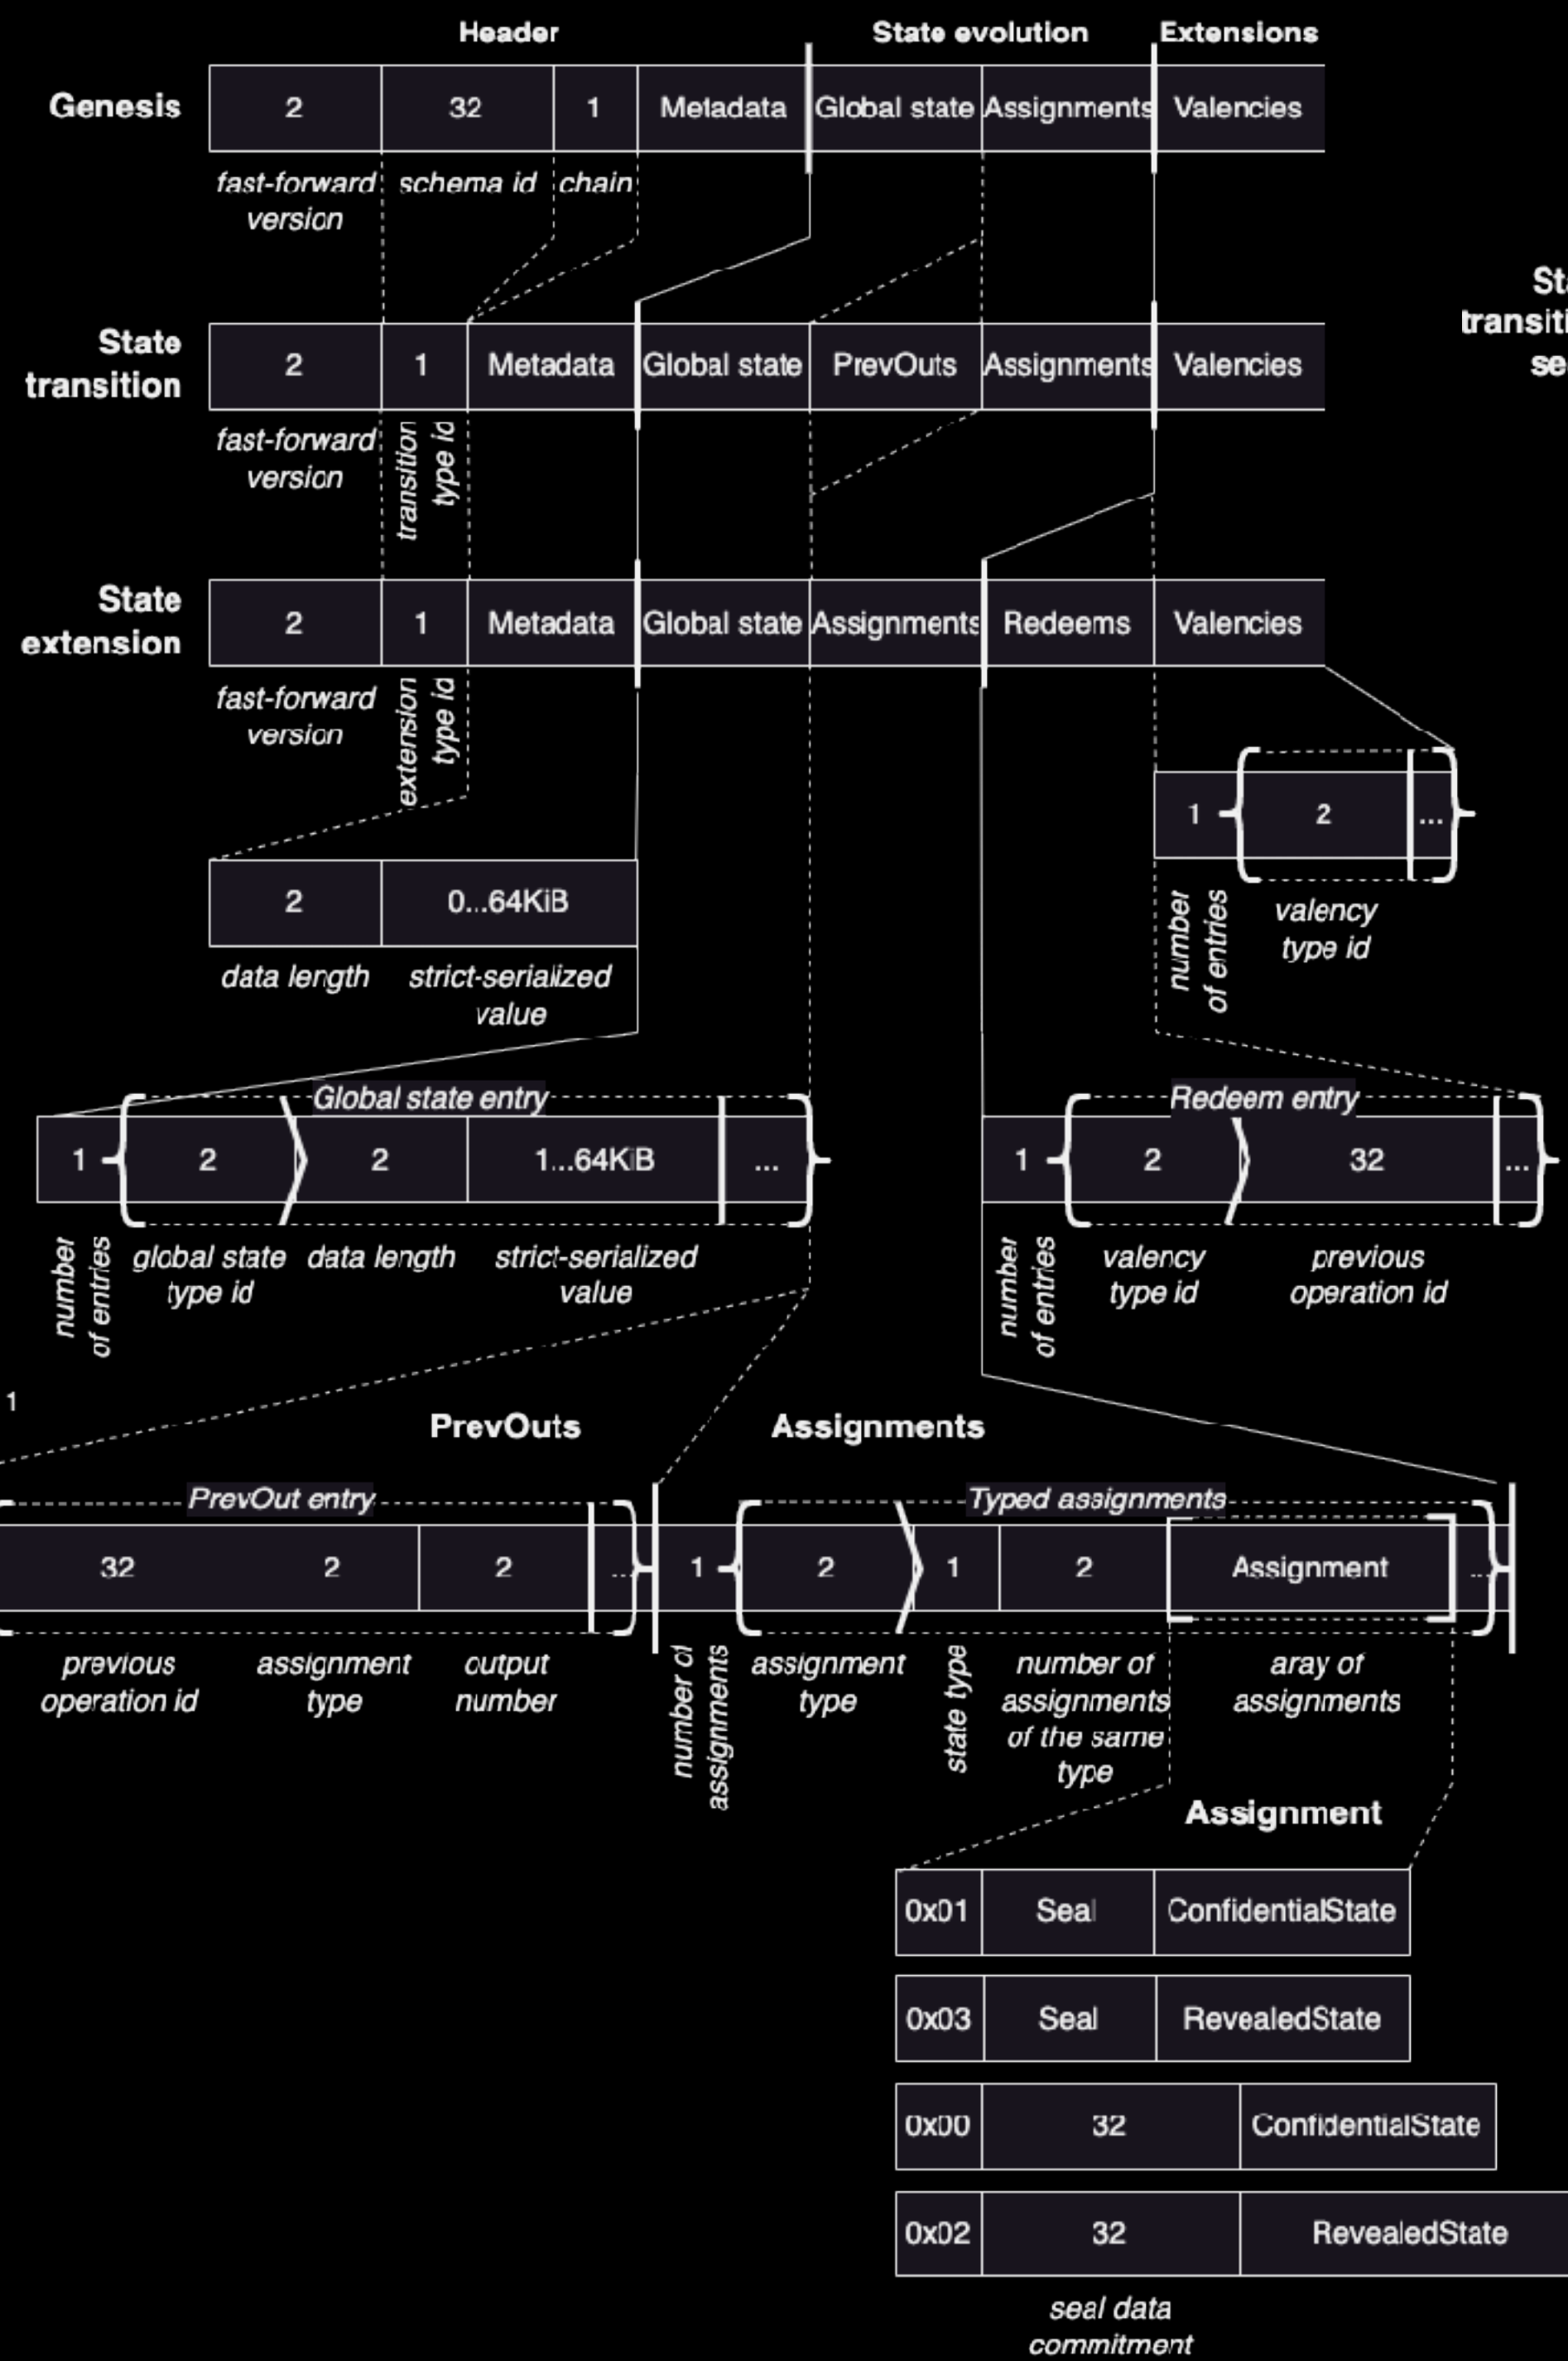 Header State evolution Extensions
Genesis 2 32 1 Metadata Global state Assignments Valencies
fast-forward schema id chain
version
State
transition
2 1 Metadata Global state PrevOuts Assignments Valencies
fast-forward
version
transition
type id
State
extension
2 1 Metadata Global state Assignments Redeems Valencies
fast-forward
version
extension
type id
1 2 ...
number
of entries
valency
type id
2 0...64KiB
data length strict-serialized
value
Global state entry
1 2 2 1...64KiB ...
number
of entries
global state
type id
data length
strict-serialized
value
Redeem entry
1 2 32 ...
number
of entries
valency
type id
previous
operation id
1
PrevOuts Assignments
PrevOut entry
32 2 2 ...
previous
operation id
assignment
type
output
number
Typed assignments
1 2 1 2 Assignment ...
number of
assignments
assignment
type
state type
number of
assignments
of the same
type
aray of
assignments
Assignment
0x01 Seal ConfidentialState
0x03 Seal RevealedState
0x00 32 ConfidentialState
0x02 32 RevealedState
seal data
commitment